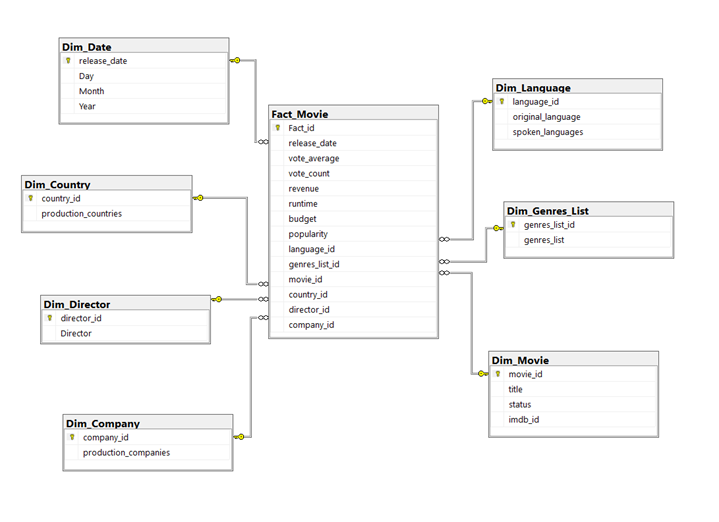 Dim_Date
release_date
Day
Month
Year
Dim_Country
country_id
production_countries
Dim_Director
director_id
Director
Dim_Company
company_id
production_companies
Fact_Movie
Fact_id
release_date
vote_average
vote_count
revenue
runtime
budget
popularity
language_id
genres_list_id
movie_id
country_id
director_id
company_id
Dim_Language
language_id
original_language
spoken_languages
Dim_Genres_List
genres_list_id
genres_list
Dim_Movie
movie_id
title
status
imdb_id